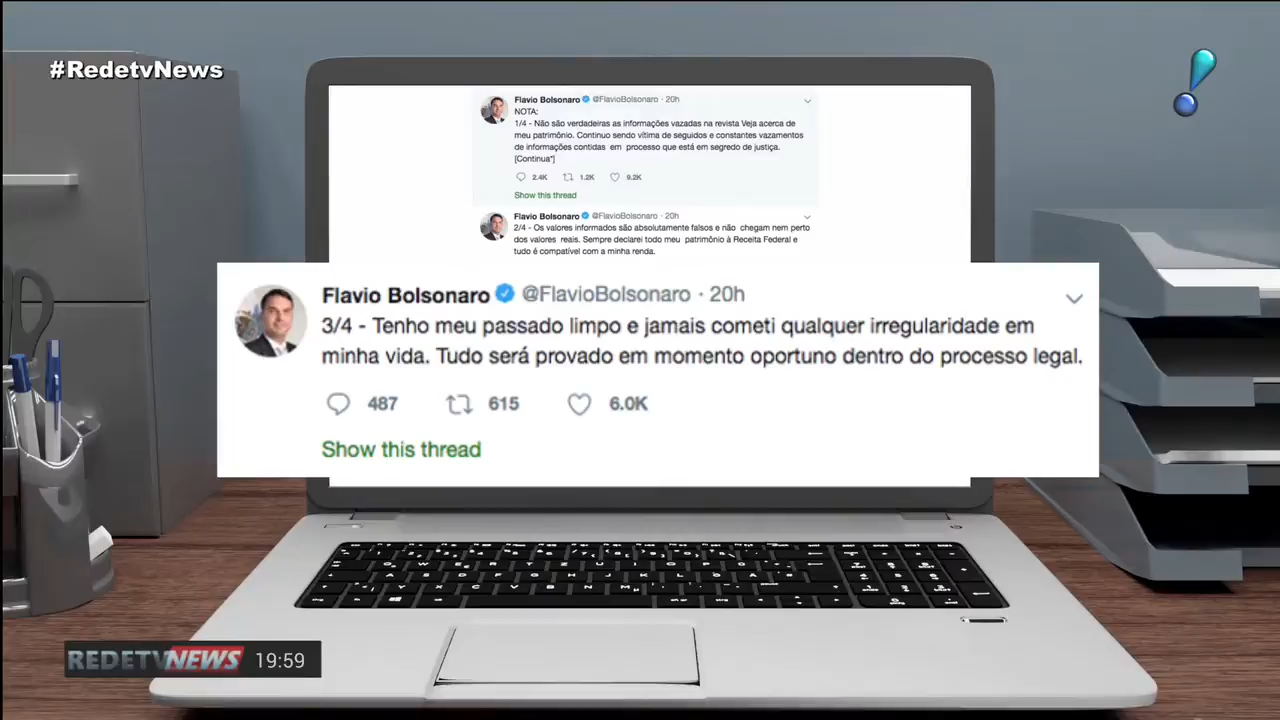 #RedetvNews
Flavio Bolsonaro @FlavioBolsonaro · 20h
NOTA:
1/4 - Não são verdadeiras as informações vazadas na revista Veja acerca de
meu patrimônio. Continuo sendo vítima de seguidos e constantes vazamentos
de informações contidas em processo que está em segredo de justiça.
[Continua"]
2.4K 1.2K 9.2K
Show this thread
Flavio Bolsonaro @FlavioBolsonaro · 20h
2/4 - Os valores informados são absolutamente falsos e não chegam nem perto
dos valores reais. Sempre declarei todo meu patrimônio à Receita Federal e
tudo é compatível com a minha renda.
Flavio Bolsonaro @FlavioBolsonaro · 20h
3/4 - Tenho meu passado limpo e jamais cometi qualquer irregularidade em
minha vida. Tudo será provado em momento oportuno dentro do processo legal.
487 615 6.0K
Show this thread
REDETV NEWS 19:59